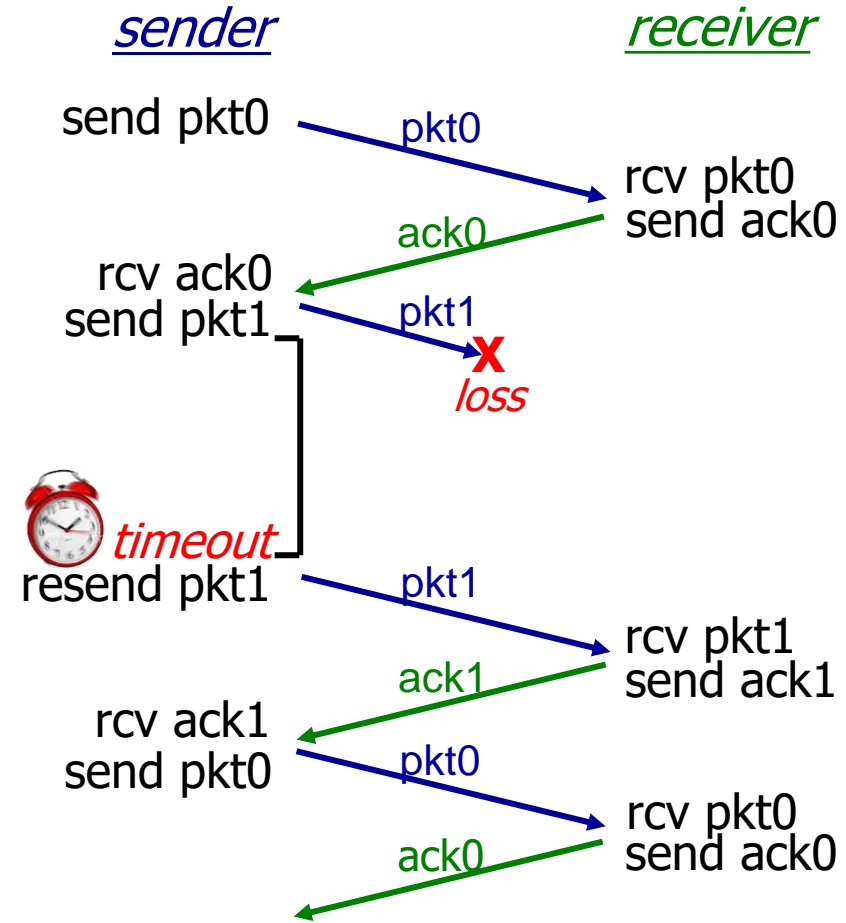 sender
receiver
send pkt0
pkt0
rcv pkt0
send ack0
ack0
rcv ack0
send pkt1
pkt1
X
loss
timeout
resend pkt1
pkt1
rcv pkt1
send ack1
ack1
rcv ack1
send pkt0
pkt0
rcv pkt0
send ack0
ack0